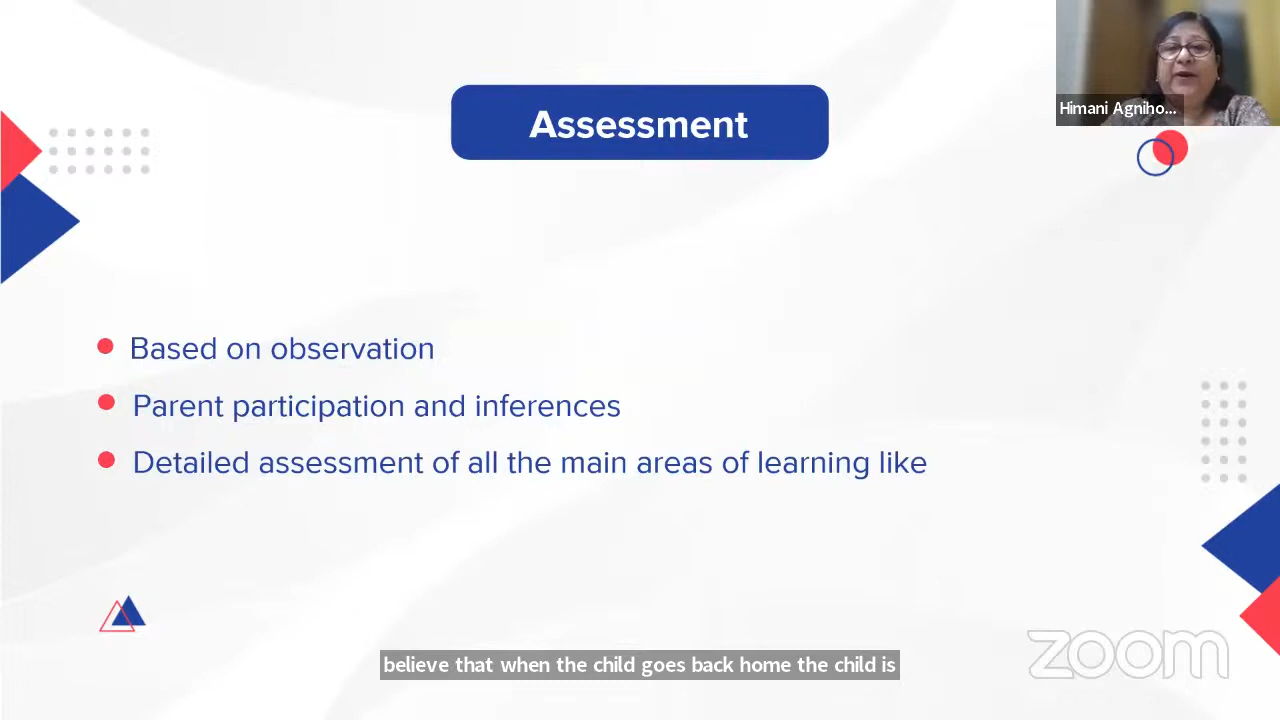 Himani Agniho...
Assessment
Based on observation
Parent participation and inferences
Detailed assessment of all the main areas of learning like
believe that when the child goes back home the child is
zoom